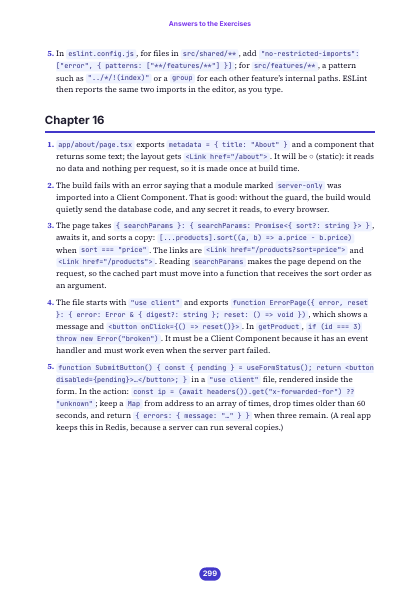 Answers to the Exercises
5. In eslint.config.js, for files in src/shared/**, add "no-restricted-imports":
["error", { patterns: ["**/features/**"] }]; for src/features/**, a pattern
such as "../*/!(index)" or a group for each other feature's internal paths. ESLint
then reports the same two imports in the editor, as you type.
Chapter 16
1. app/about/page.tsx exports metadata = { title: "About" } and a component that
returns some text; the layout gets <Link href="/about">. It will be ○ (static): it reads
no data and nothing per request, so it is made once at build time.
2. The build fails with an error saying that a module marked server-only was
imported into a Client Component. That is good: without the guard, the build would
quietly send the database code, and any secret it reads, to every browser.
3. The page takes { searchParams }: { searchParams: Promise<{ sort?: string }> },
awaits it, and sorts a copy: [...products].sort((a, b) => a.price - b.price)
when sort === "price". The links are <Link href="/products?sort=price"> and
<Link href="/products">. Reading searchParams makes the page depend on the
request, so the cached part must move into a function that receives the sort order as
an argument.
4. The file starts with "use client" and exports function ErrorPage({ error, reset
}: { error: Error & { digest?: string }; reset: () => void }), which shows a
message and <button onClick={() => reset()}>. In getProduct, if (id === 3)
throw new Error("broken"). It must be a Client Component because it has an event
handler and must work even when the server part failed.
5. function SubmitButton() { const { pending } = useFormStatus(); return <button
disabled={pending}>…</button>; } in a "use client" file, rendered inside the
form. In the action: const ip = (await headers()).get("x-forwarded-for") ??
"unknown"; keep a Map from address to an array of times, drop times older than 60
seconds, and return { errors: { message: "…" } } when three remain. (A real app
keeps this in Redis, because a server can run several copies.)
299